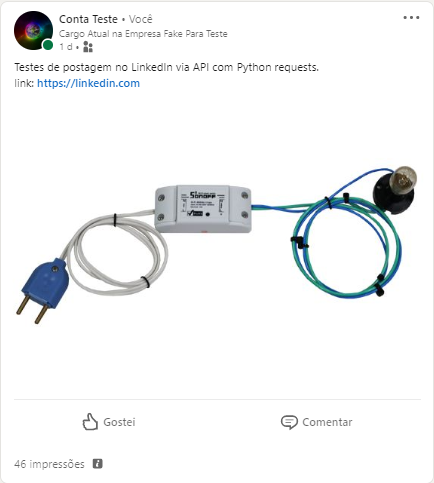 Conta Teste • Você
Cargo Atual na Empresa Fake Para Teste
1 d •
Testes de postagem no LinkedIn via API com Python requests.
link: https://linkedin.com
SONOFF
Gostei
Comentar
46 impressões